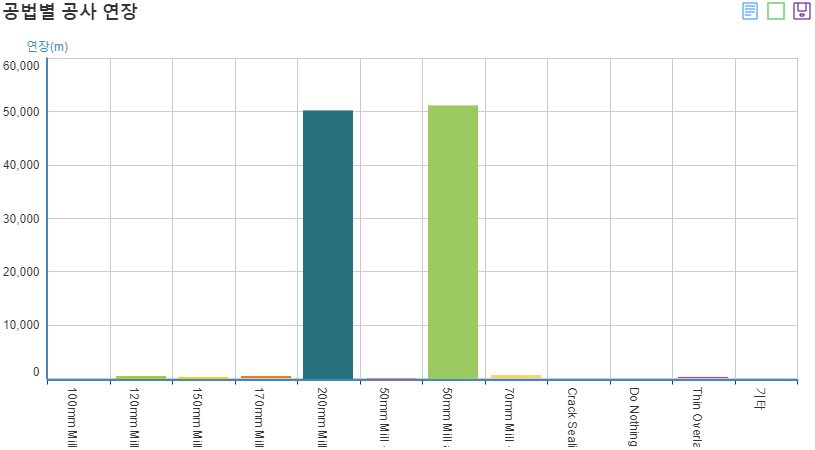 공법별 공사 연장
연장(m)
60,000
50,000
40,000
30,000
20,000
10,000
0
100mm Mill
120mm Mill
150mm Mill
170mm Mill
200mm Mill
50mm Mill -
50mm Mill a
70mm Mill -
Crack Seali
Do Nothing
Thin Overla
기타